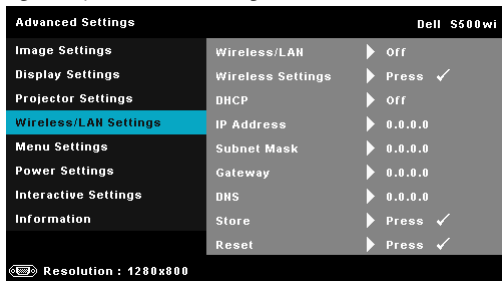 Advanced Settings Dell S500wi
Image Settings
Display Settings
Projector Settings
Wireless/LAN Settings
Menu Settings
Power Settings
Interactive Settings
Information
Wireless/LAN Off
Wireless Settings Press ✓
DHCP Off
IP Address 0.0.0.0
Subnet Mask 0.0.0.0
Gateway 0.0.0.0
DNS 0.0.0.0
Store Press ✓
Reset Press ✓
Resolution : 1280x800